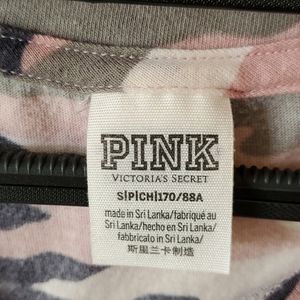 PINK
VICTORIA'S SECRET
S|P|CH|170/88A
made in Sri Lanka/fabriqué au
Sri Lanka/hecho en Sri Lanka/
fabbricato in Sri Lanka/
斯里兰卡制造